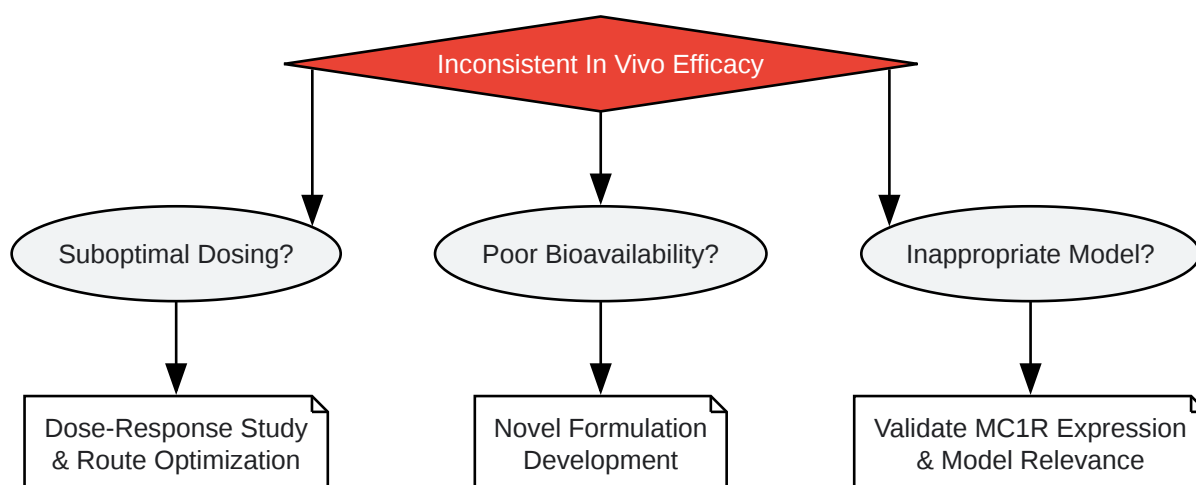 Inconsistent In Vivo Efficacy
Suboptimal Dosing?
Poor Bioavailability?
Inappropriate Model?
Dose-Response Study
& Route Optimization
Novel Formulation
Development
Validate MC1R Expression
& Model Relevance